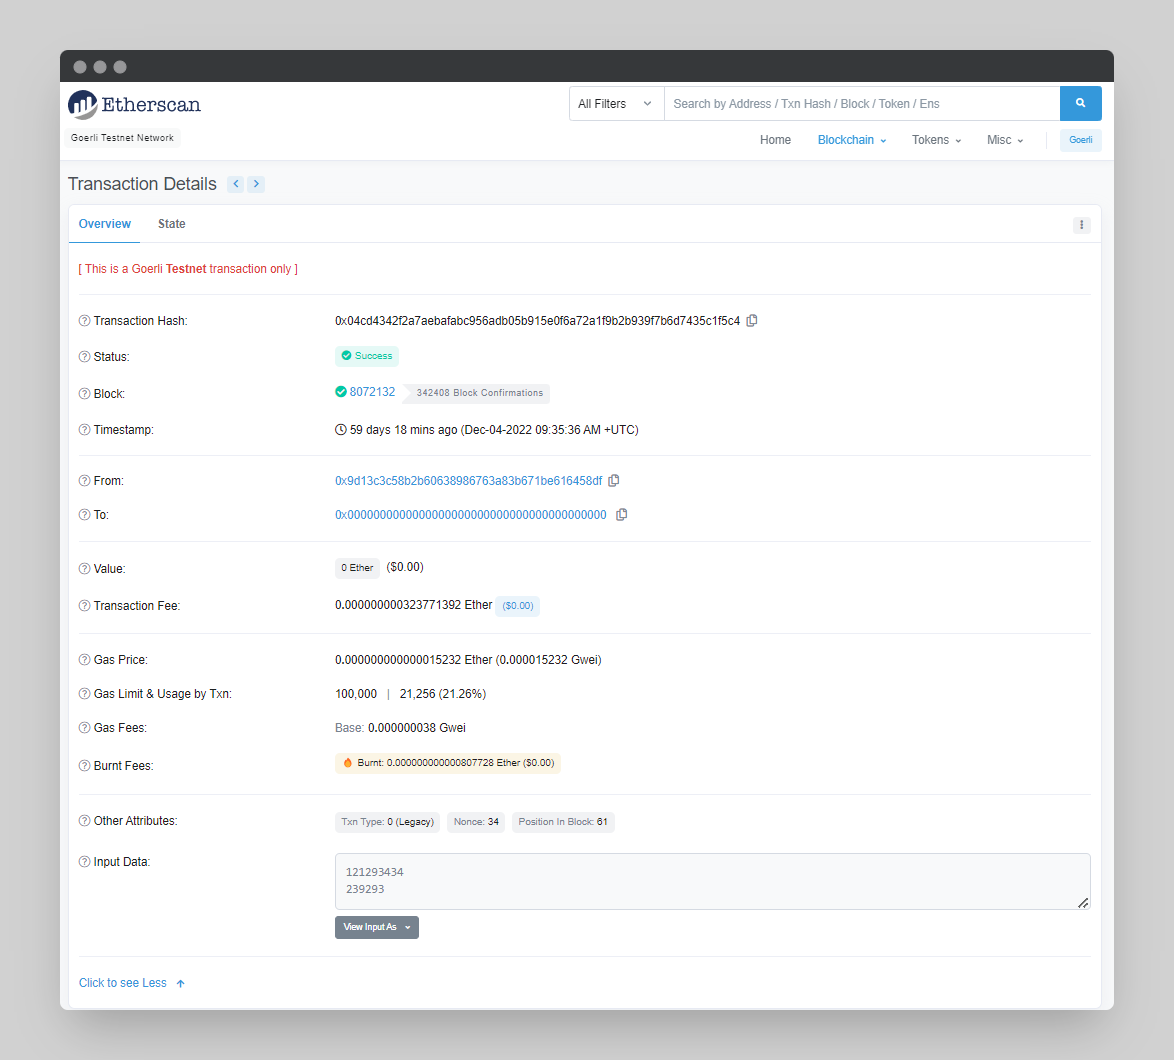 Etherscan
All Filters
Search by Address / Txn Hash / Block / Token / Ens
Goerli Testnet Network
Home Blockchain Tokens Misc Goerli
Transaction Details
Overview State
[ This is a Goerli Testnet transaction only ]
Transaction Hash: 0x04cd4342f2a7aebafabc956adb05b915e0f6a72a1f9b2b939f7b6d7435c1f5c4
Status: Success
Block: 8072132 342408 Block Confirmations
Timestamp: 59 days 18 mins ago (Dec-04-2022 09:35:36 AM +UTC)
From: 0x9d13c3c58b2b60638986763a83b671be616458df
To: 0x0000000000000000000000000000000000000000
Value: 0 Ether ($0.00)
Transaction Fee: 0.000000000323771392 Ether ($0.00)
Gas Price: 0.000000000000015232 Ether (0.000015232 Gwei)
Gas Limit & Usage by Txn: 100,000 | 21,256 (21.26%)
Gas Fees: Base: 0.000000038 Gwei
Burnt Fees: Burnt: 0.000000000000807728 Ether ($0.00)
Other Attributes: Txn Type: 0 (Legacy) Nonce: 34 Position In Block: 61
Input Data: 121293434
239293
View Input As
Click to see Less